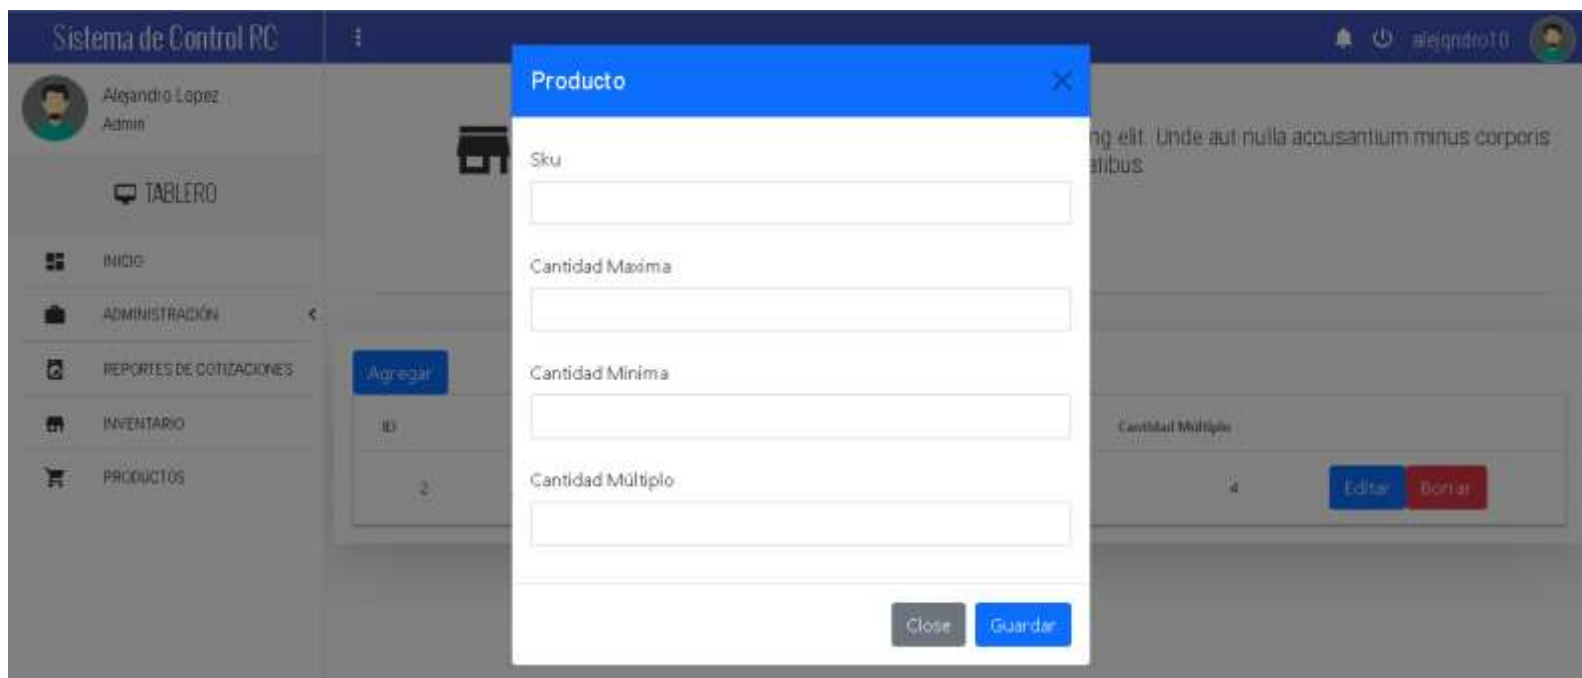 Sistema de Control RC
alejqndro10
Alejandro Lopez
Admin
TABLERO
INICIO
ADMINISTRACIÓN
REPORTES DE COTIZACIONES
INVENTARIO
PRODUCTOS
ng elit. Unde aut nulla accusantium minus corporis
atibus.
Agregar
ID
Cantidad Múltiplo
2
4
Editar
Borrar
Producto
Sku
Cantidad Maxima
Cantidad Miníma
Cantidad Múltiplo
Close
Guardar